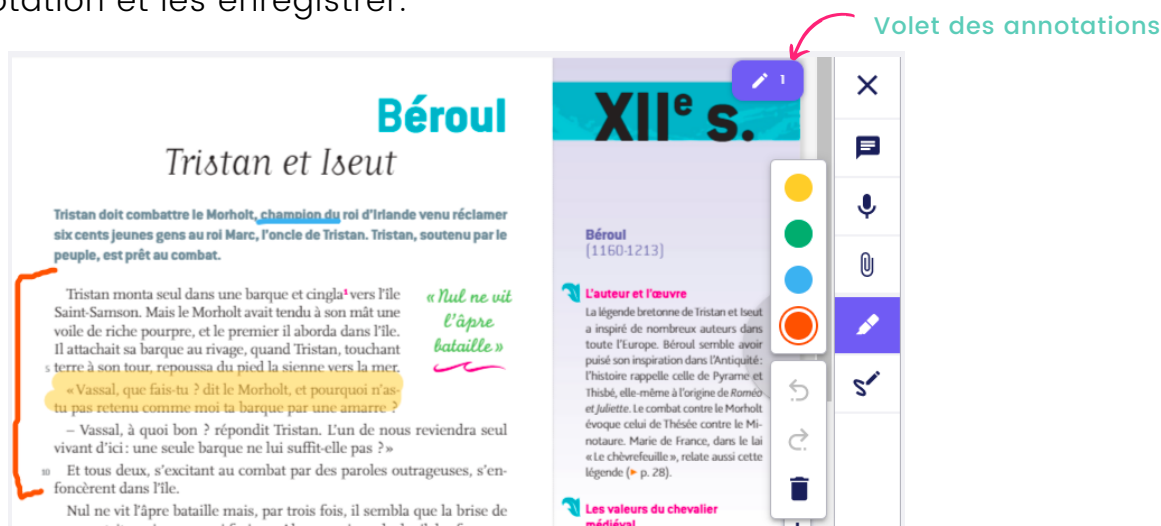 tation et les enregistrer.
Volet des annotations
1
Béroul
Tristan et Iseut
Tristan doit combattre le Morholt, champion du roi d'Irlande venu réclamer
six cents jeunes gens au roi Marc, l'oncle de Tristan. Tristan, soutenu par le
peuple, est prêt au combat.
Tristan monta seul dans une barque et cingla¹ vers l'île
Saint-Samson. Mais le Morholt avait tendu à son mât une
voile de riche pourpre, et le premier il aborda dans l'île.
Il attachait sa barque au rivage, quand Tristan, touchant
5 terre à son tour, repoussa du pied la sienne vers la mer.
« Vassal, que fais-tu ? dit le Morholt, et pourquoi n'as-
tu pas retenu comme moi ta barque par une amarre ?
– Vassal, à quoi bon ? répondit Tristan. L'un de nous reviendra seul
vivant d'ici : une seule barque ne lui suffit-elle pas ? »
10 Et tous deux, s'excitant au combat par des paroles outrageuses, s'en-
foncèrent dans l'île.
Nul ne vit l'âpre bataille mais, par trois fois, il sembla que la brise de
« Nul ne vit
l'âpre
bataille »
XIIe s.
Béroul
(1160-1213)
L'auteur et l'œuvre
La légende bretonne de Tristan et Iseut
a inspiré de nombreux auteurs dans
toute l'Europe. Béroul semble avoir
puisé son inspiration dans l'Antiquité :
l'histoire rappelle celle de Pyrame et
Thisbé, elle-même à l'origine de Roméo
et Juliette. Le combat contre le Morholt
évoque celui de Thésée contre le Mi-
notaure. Marie de France, dans le lai
« Le chèvrefeuille », relate aussi cette
légende (► p. 28).
Les valeurs du chevalier
médiéval